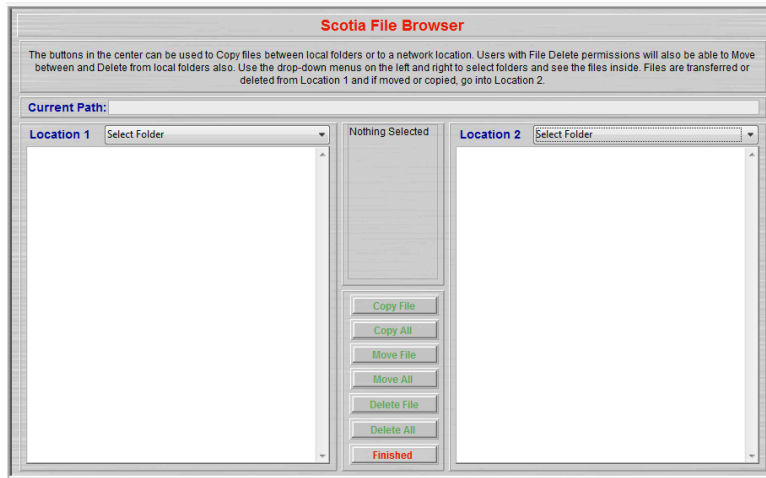 Scotia File Browser
The buttons in the center can be used to Copy files between local folders or to a network location. Users with File Delete permissions will also be able to Move
between and Delete from local folders also. Use the drop-down menus on the left and right to select folders and see the files inside. Files are transferred or
deleted from Location 1 and if moved or copied, go into Location 2.
Current Path:
Location 1 Select Folder
Nothing Selected
Location 2 Select Folder
Copy File
Copy All
Move File
Move All
Delete File
Delete All
Finished